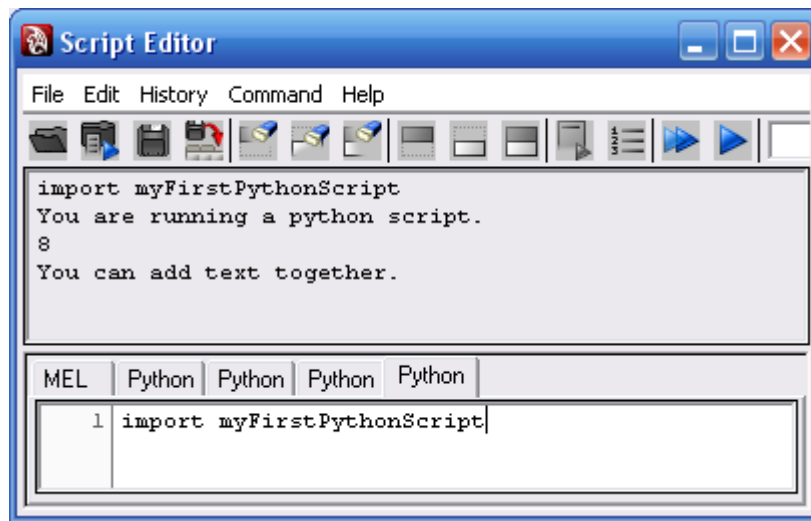 Script Editor
File Edit History Command Help
import myFirstPythonScript
You are running a python script.
8
You can add text together.
MEL Python Python Python Python
1 import myFirstPythonScript